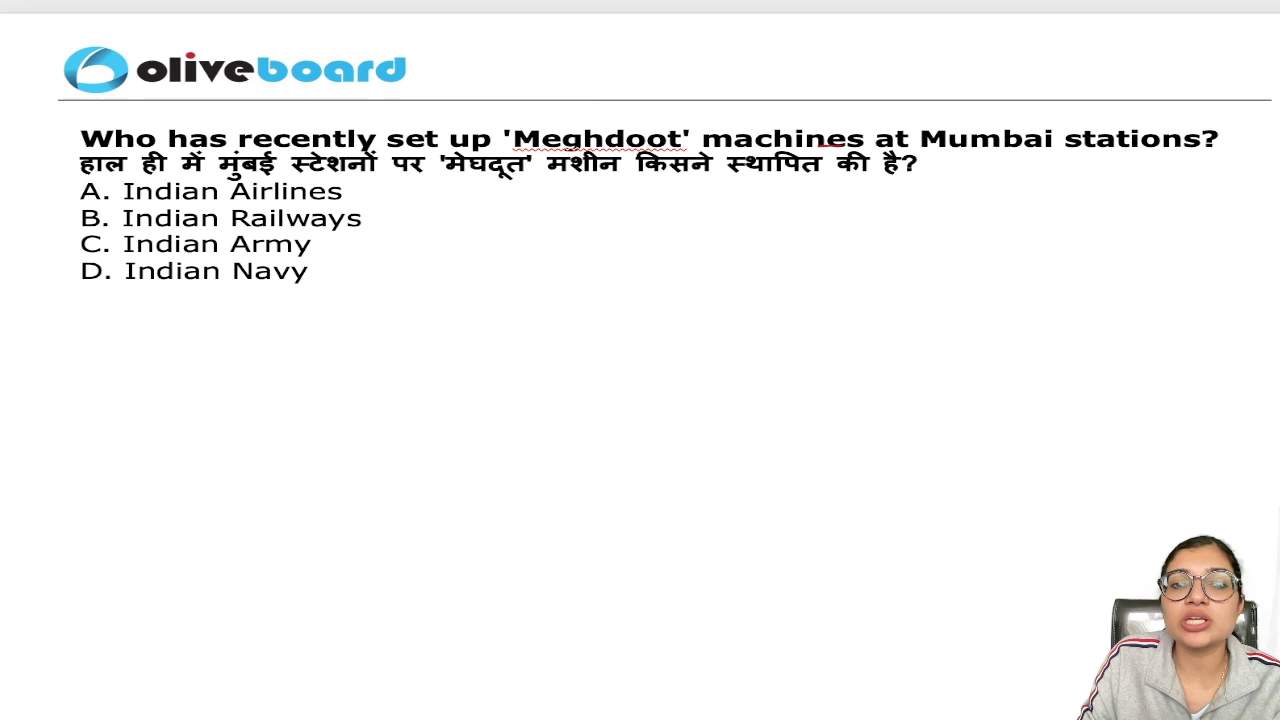 oliveboard
Who has recently set up 'Meghdoot' machines at Mumbai stations?
हाल ही में मुंबई स्टेशनों पर 'मेघदूत' मशीन किसने स्थापित की है?
A. Indian Airlines
B. Indian Railways
C. Indian Army
D. Indian Navy